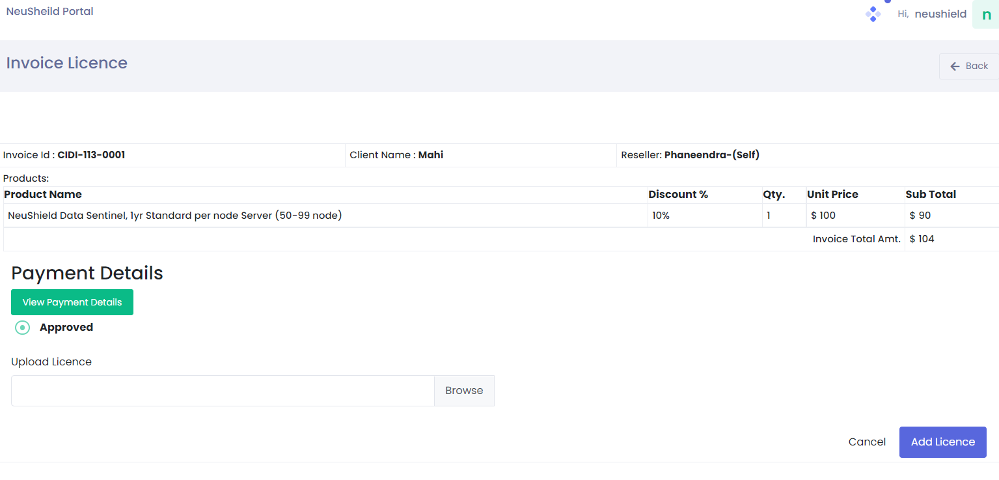 NeuSheild Portal
Hi, neushield n
Invoice Licence
Back
Invoice Id : CIDI-113-0001 Client Name : Mahi Reseller: Phaneendra-(Self)
Products:
Product Name Discount % Qty. Unit Price Sub Total
NeuShield Data Sentinel, 1yr Standard per node Server (50-99 node) 10% 1 $ 100 $ 90
Invoice Total Amt. $ 104
Payment Details
View Payment Details
Approved
Upload Licence
Browse
Cancel Add Licence